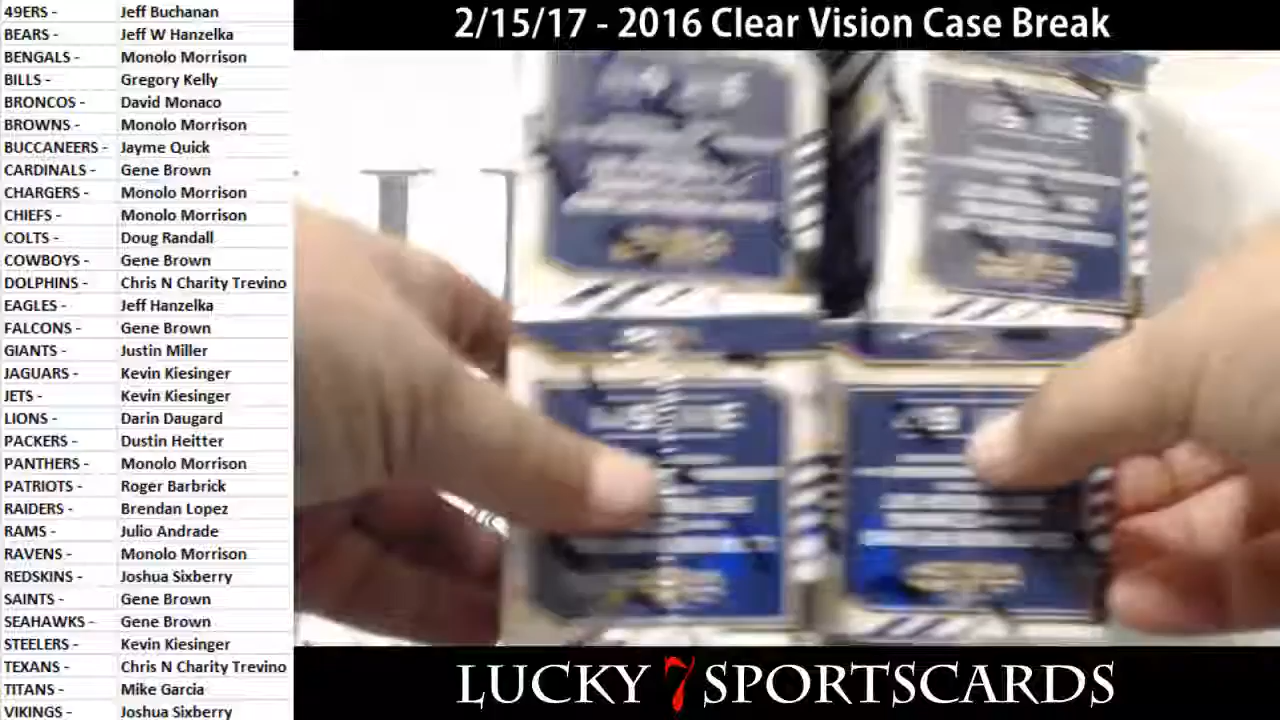 2/15/17 - 2016 Clear Vision Case Break
49ERS - Jeff Buchanan
BEARS - Jeff W Hanzelka
BENGALS - Monolo Morrison
BILLS - Gregory Kelly
BRONCOS - David Monaco
BROWNS - Monolo Morrison
BUCCANEERS - Jayme Quick
CARDINALS - Gene Brown
CHARGERS - Monolo Morrison
CHIEFS - Monolo Morrison
COLTS - Doug Randall
COWBOYS - Gene Brown
DOLPHINS - Chris N Charity Trevino
EAGLES - Jeff Hanzelka
FALCONS - Gene Brown
GIANTS - Justin Miller
JAGUARS - Kevin Kiesinger
JETS - Kevin Kiesinger
LIONS - Darin Daugard
PACKERS - Dustin Heitter
PANTHERS - Monolo Morrison
PATRIOTS - Roger Barbrick
RAIDERS - Brendan Lopez
RAMS - Julio Andrade
RAVENS - Monolo Morrison
REDSKINS - Joshua Sixberry
SAINTS - Gene Brown
SEAHAWKS - Gene Brown
STEELERS - Kevin Kiesinger
TEXANS - Chris N Charity Trevino
TITANS - Mike Garcia
VIKINGS - Joshua Sixberry
LUCKY 7 SPORTSCARDS